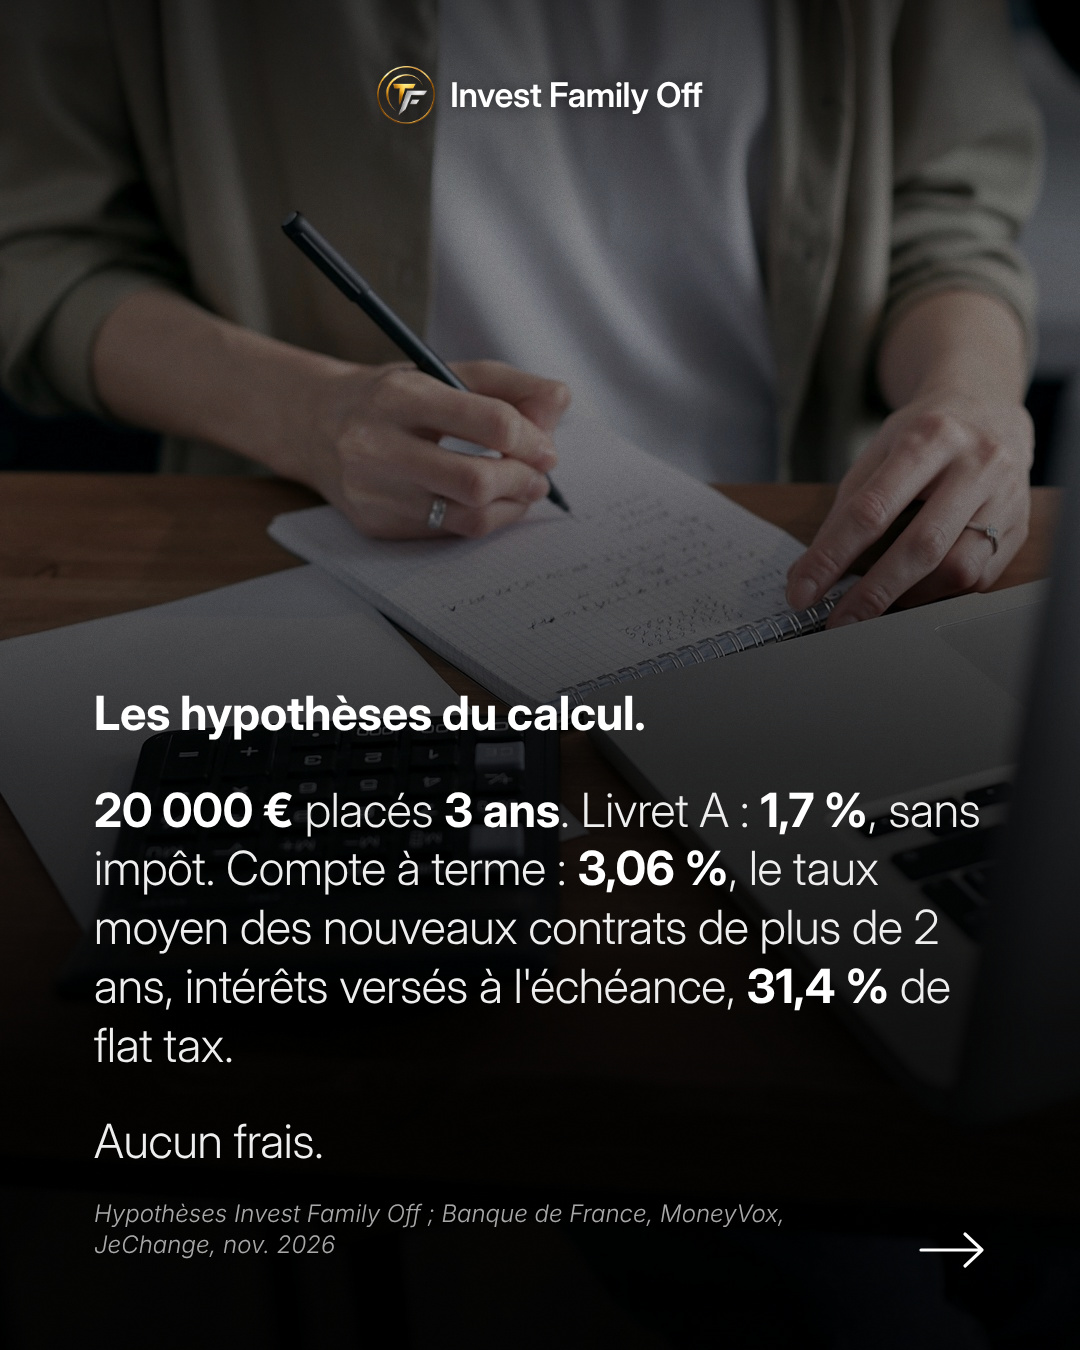 Invest Family Off
Les hypothèses du calcul.
20 000 € placés 3 ans. Livret A : 1,7 %, sans
impôt. Compte à terme : 3,06 %, le taux
moyen des nouveaux contrats de plus de 2
ans, intérêts versés à l'échéance, 31,4 % de
flat tax.
Aucun frais.
Hypothèses Invest Family Off ; Banque de France, MoneyVox,
JeChange, nov. 2026